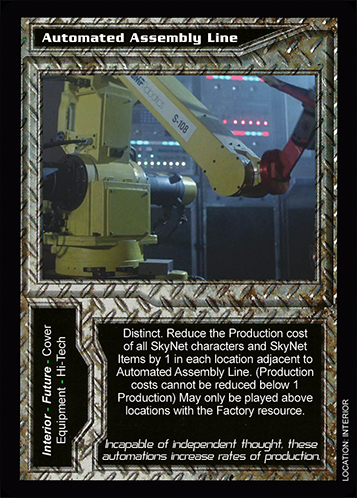 Automated Assembly Line
S-108
Interior - Future - Cover
Equipment - Hi-Tech
Distinct. Reduce the Production cost
of all SkyNet characters and SkyNet
Items by 1 in each location adjacent to
Automated Assembly Line. (Production
costs cannot be reduced below 1
Production) May only be played above
locations with the Factory resource.
Incapable of independent thought, these
automations increase rates of production.
LOCATION: INTERIOR